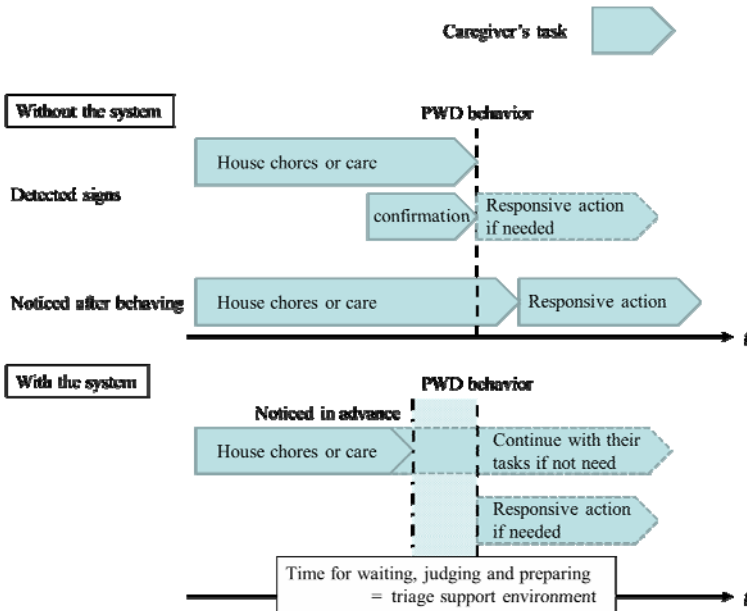 Caregiver's task
Without the system
PWD behavior
House chores or care
Detected signs
confirmation
Responsive action
if needed
Noticed after behaving
House chores or care
Responsive action
t
With the system
PWD behavior
Noticed in advance
House chores or care
Continue with their
tasks if not need
Responsive action
if needed
Time for waiting, judging and preparing
= triage support environment
t